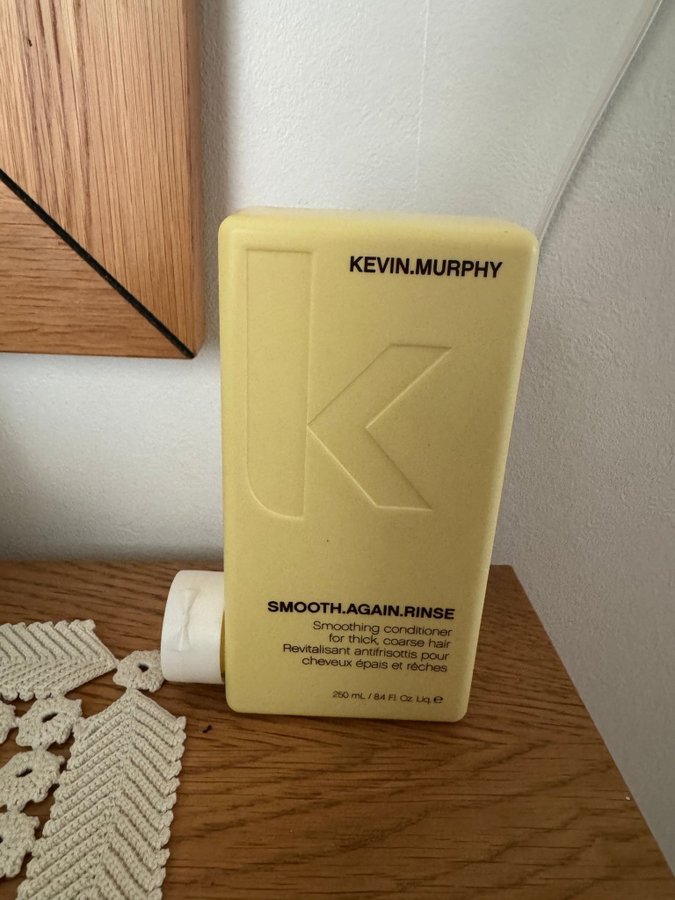 KEVIN.MURPHY
SMOOTH.AGAIN.RINSE
Smoothing conditioner
for thick, coarse hair
Revitalisant antifrisottis pour
cheveux épais et rêches
250 mL / 8.4 Fl. Oz. Liq. ℮